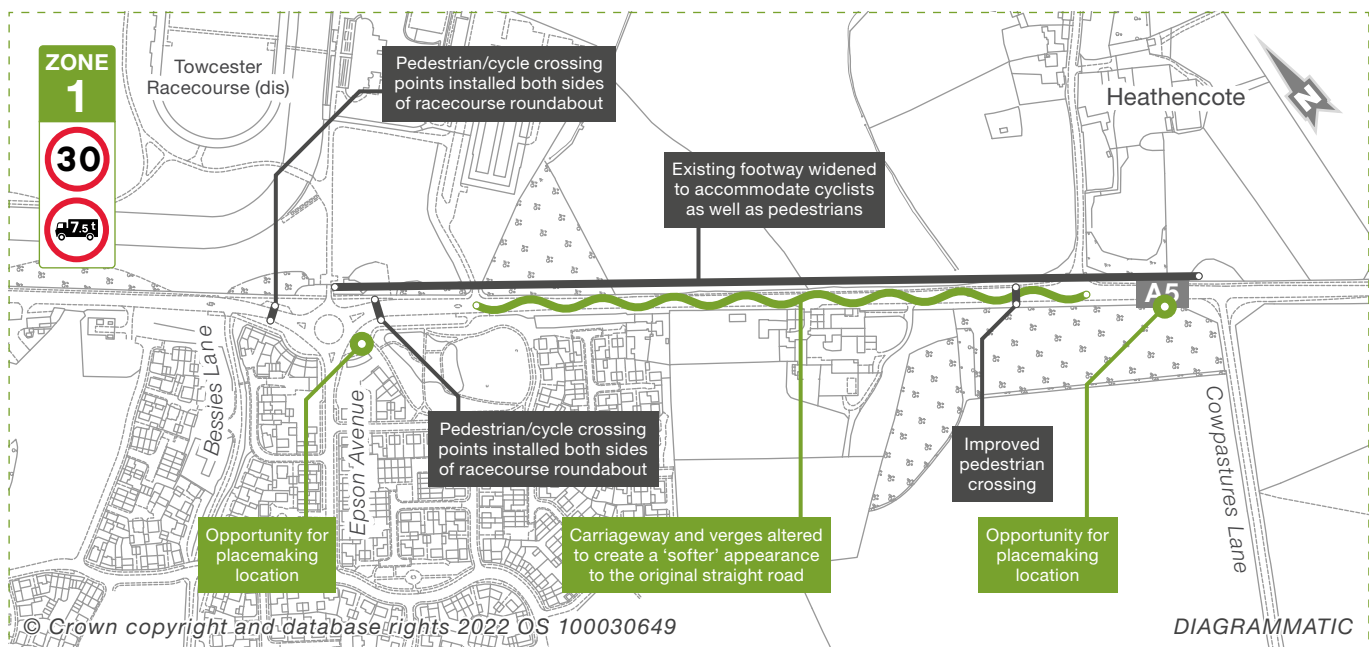 ZONE
1
30
7.5t
Towcester
Racecourse (dis)
Pedestrian/cycle crossing
points installed both sides
of racecourse roundabout
Existing footway widened
to accommodate cyclists
as well as pedestrians
Heathencote
N
A5
Bessies Lane
Epson Avenue
Pedestrian/cycle crossing
points installed both sides
of racecourse roundabout
Improved
pedestrian
crossing
Cowpastures Lane
Opportunity for
placemaking
location
Carriageway and verges altered
to create a ‘softer’ appearance
to the original straight road
Opportunity for
placemaking
location
© Crown copyright and database rights 2022 OS 100030649
DIAGRAMMATIC